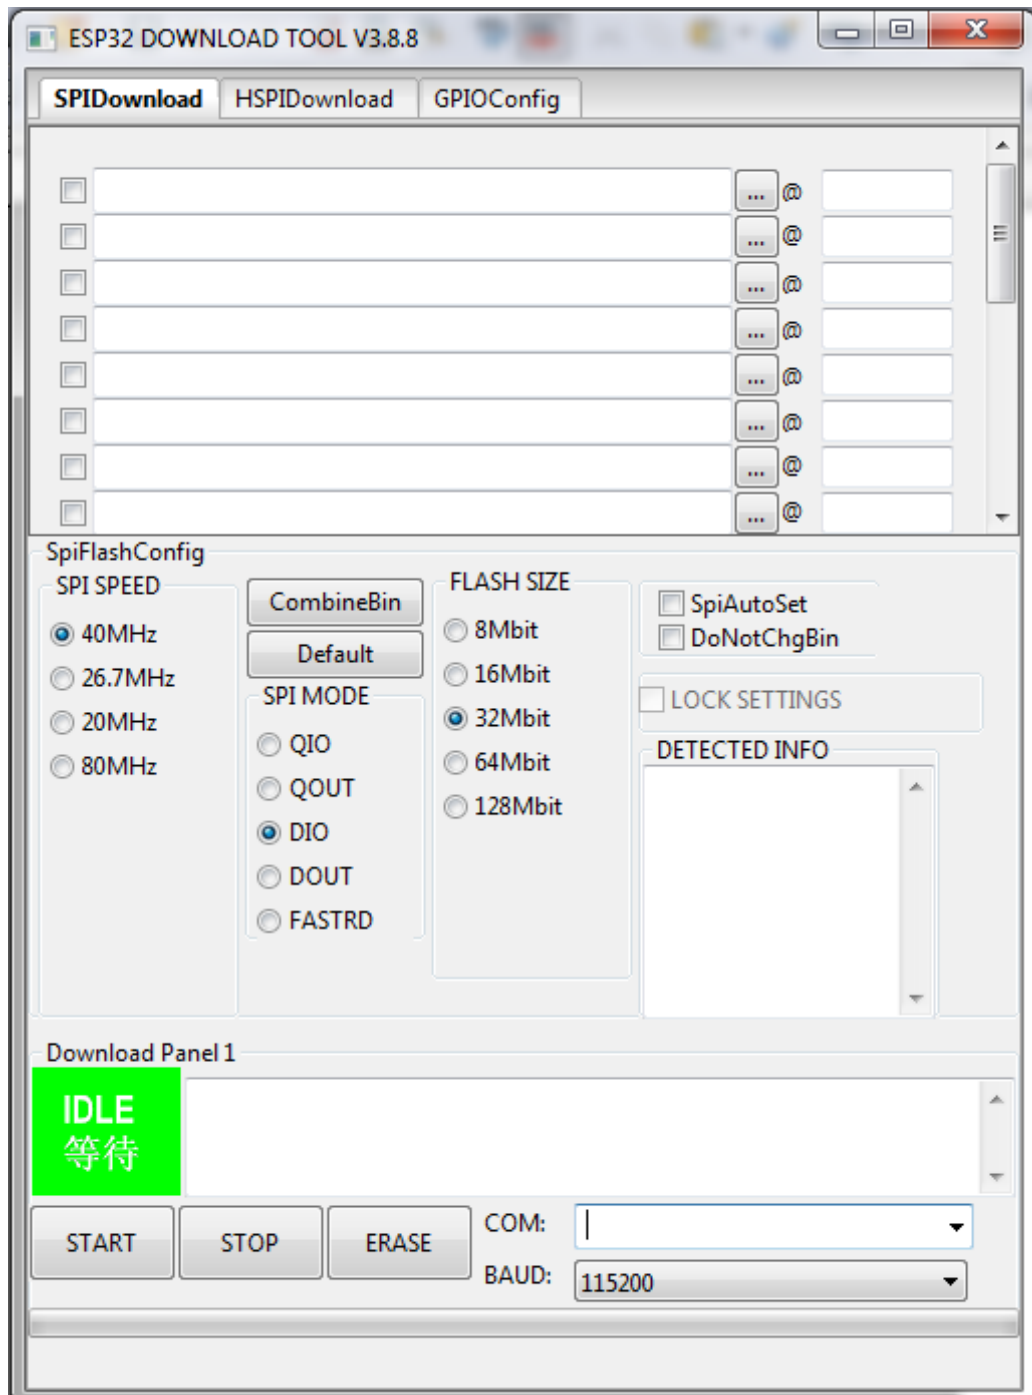 ESP32 DOWNLOAD TOOL V3.8.8
SPIDownload HSPIDownload GPIOConfig
... @
... @
... @
... @
... @
... @
... @
... @
SpiFlashConfig
SPI SPEED
40MHz
26.7MHz
20MHz
80MHz
CombineBin
Default
SPI MODE
QIO
QOUT
DIO
DOUT
FASTRD
FLASH SIZE
8Mbit
16Mbit
32Mbit
64Mbit
128Mbit
SpiAutoSet
DoNotChgBin
LOCK SETTINGS
DETECTED INFO
Download Panel 1
IDLE
等待
START STOP ERASE
COM:
BAUD: 115200